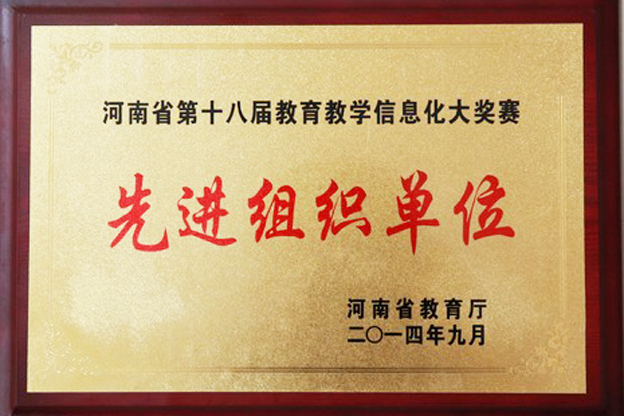 河南省第十八届教育教学信息化大奖赛
先进组织单位
河南省教育厅
二〇一四年九月